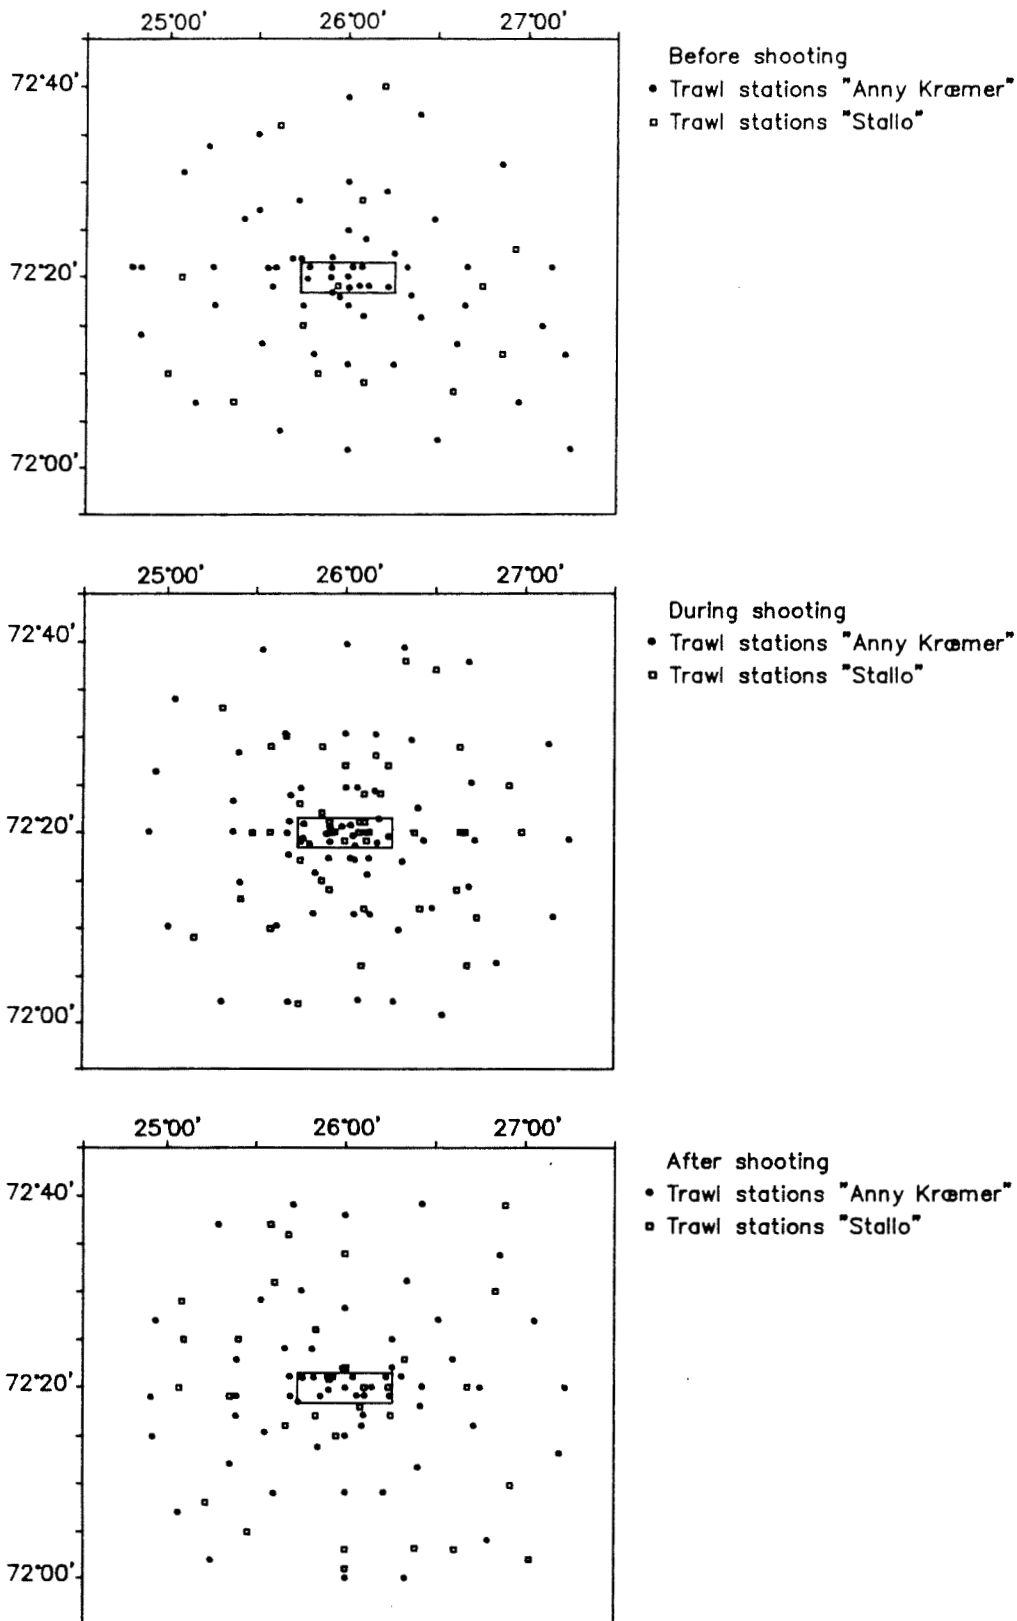 25°00' 26°00' 27°00'
Before shooting
72°40'
Trawl stations "Anny Kræmer"
Trawl stations "Stallo"
72°20'
72°00'
25°00' 26°00' 27°00'
During shooting
72°40'
Trawl stations "Anny Kræmer"
Trawl stations "Stallo"
72°20'
72°00'
25°00' 26°00' 27°00'
After shooting
72°40'
Trawl stations "Anny Kræmer"
Trawl stations "Stallo"
72°20'
72°00'